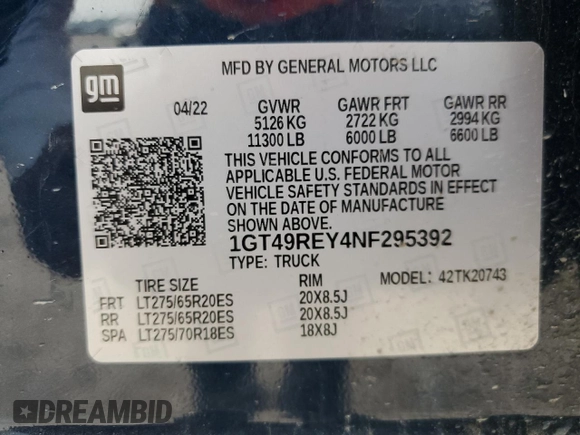 gm
MFD BY GENERAL MOTORS LLC
04/22 GVWR GAWR FRT GAWR RR
5126 KG 2722 KG 2994 KG
11300 LB 6000 LB 6600 LB
THIS VEHICLE CONFORMS TO ALL
APPLICABLE U.S. FEDERAL MOTOR
VEHICLE SAFETY STANDARDS IN EFFECT
ON THE DATE OF MANUFACTURE
SHOWN ABOVE.
1GT49REY4NF295392
TYPE: TRUCK MODEL: 42TK20743
TIRE SIZE RIM
FRT LT275/65R20ES 20X8.5J
RR LT275/65R20ES 20X8.5J
SPA LT275/70R18ES 18X8J
DREAMBID